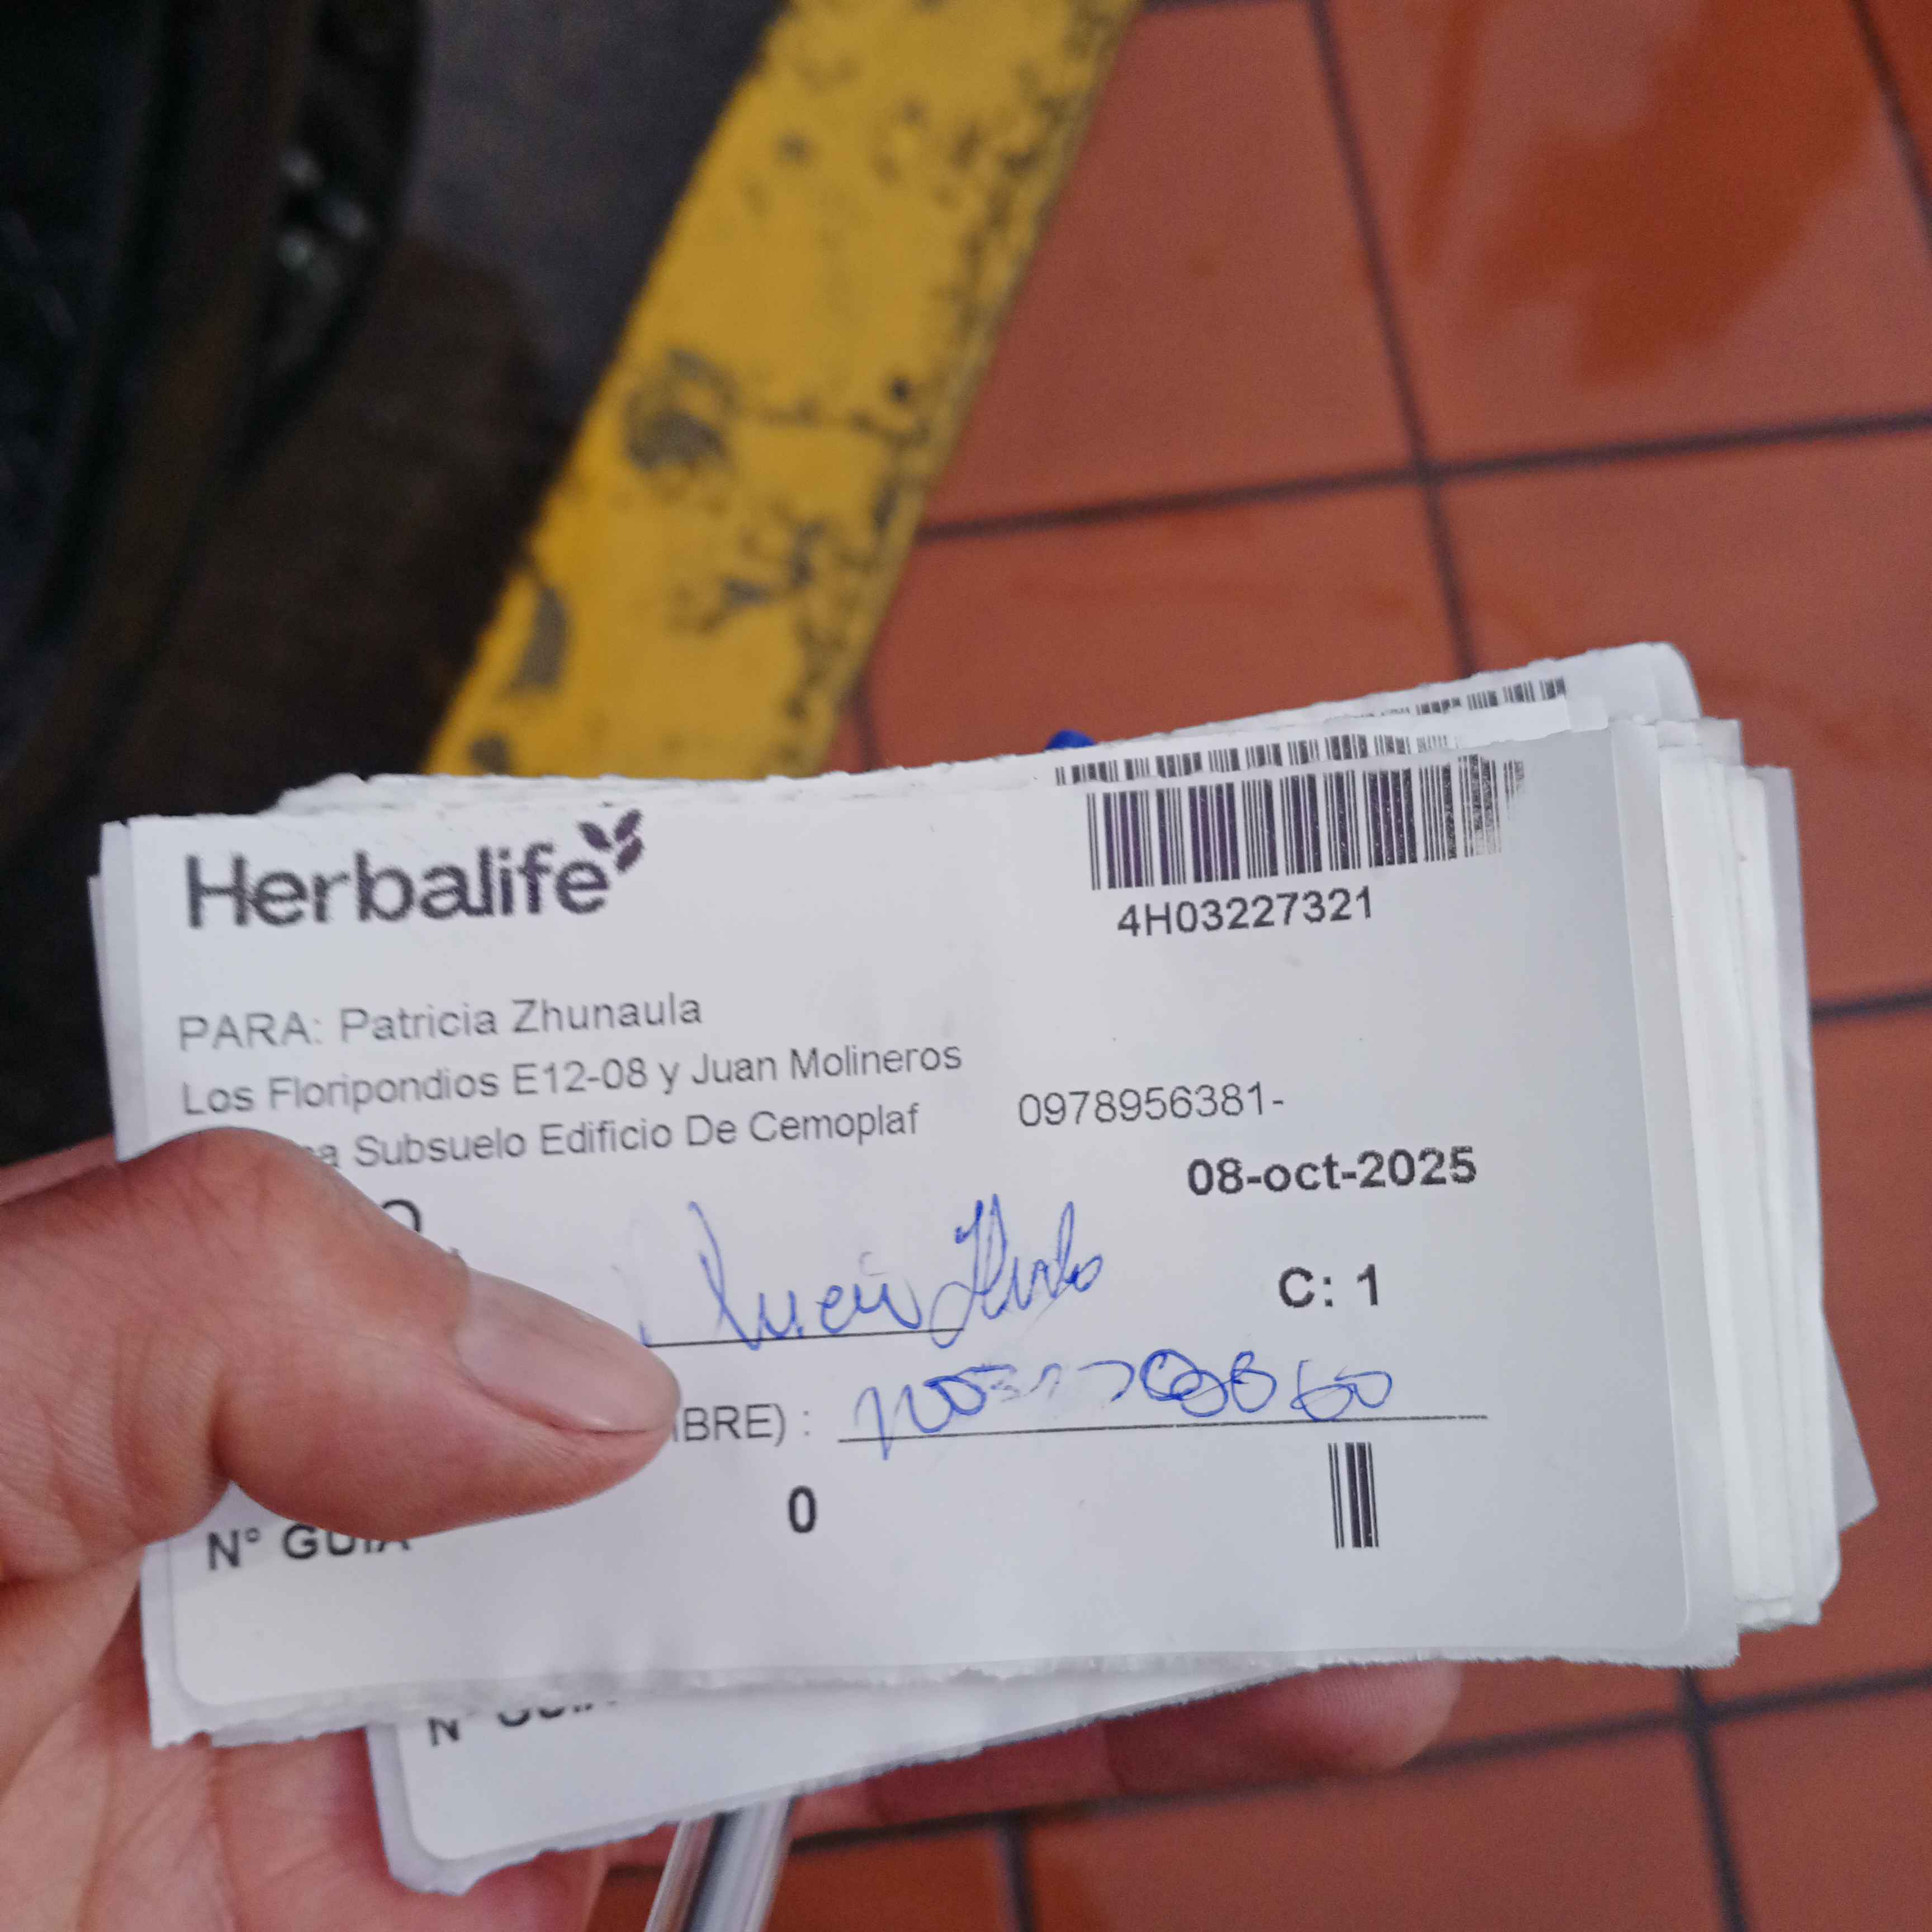 Herbalife
4H03227321
PARA: Patricia Zhunaula
Los Floripondios E12-08 y Juan Molineros
Subsuelo Edificio De Cemoplaf
0978956381-
08-oct-2025
C: 1
BRE) :
N° GUIA
0